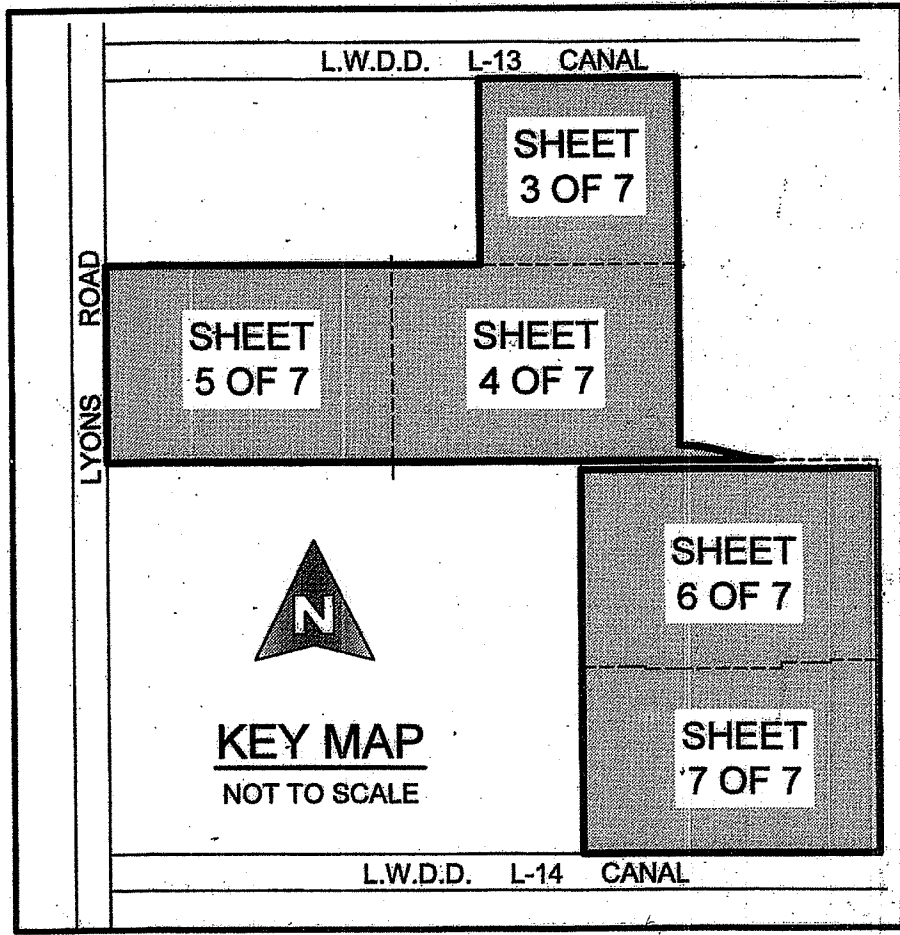 L.W.D.D. L-13 CANAL
SHEET
3 OF 7
LYONS ROAD
SHEET
5 OF 7
SHEET
4 OF 7
SHEET
6 OF 7
N
KEY MAP
NOT TO SCALE
SHEET
7 OF 7
L.W.D.D. L-14 CANAL